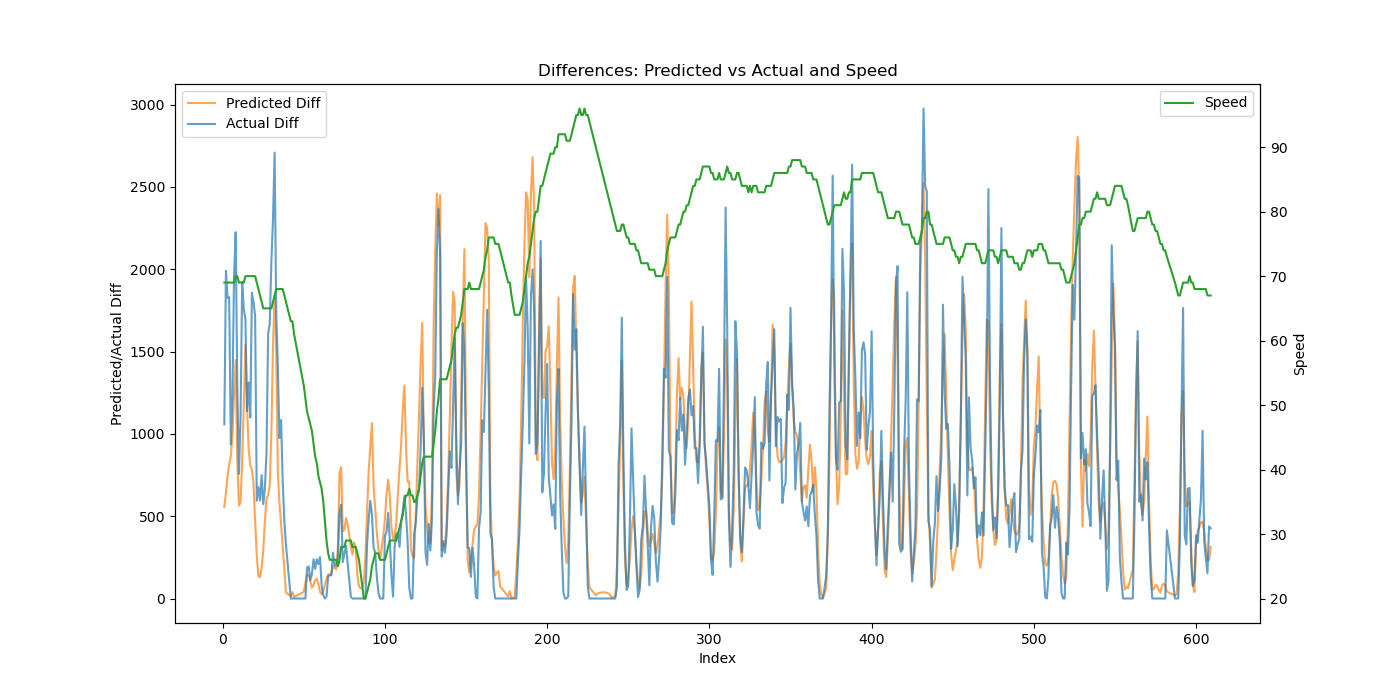 Differences: Predicted vs Actual and Speed
Predicted Diff
Actual Diff
Speed
3000
2500
2000
1500
1000
500
0
Predicted/Actual Diff
90
80
70
60
50
40
30
20
Speed
0 100 200 300 400 500 600
Index